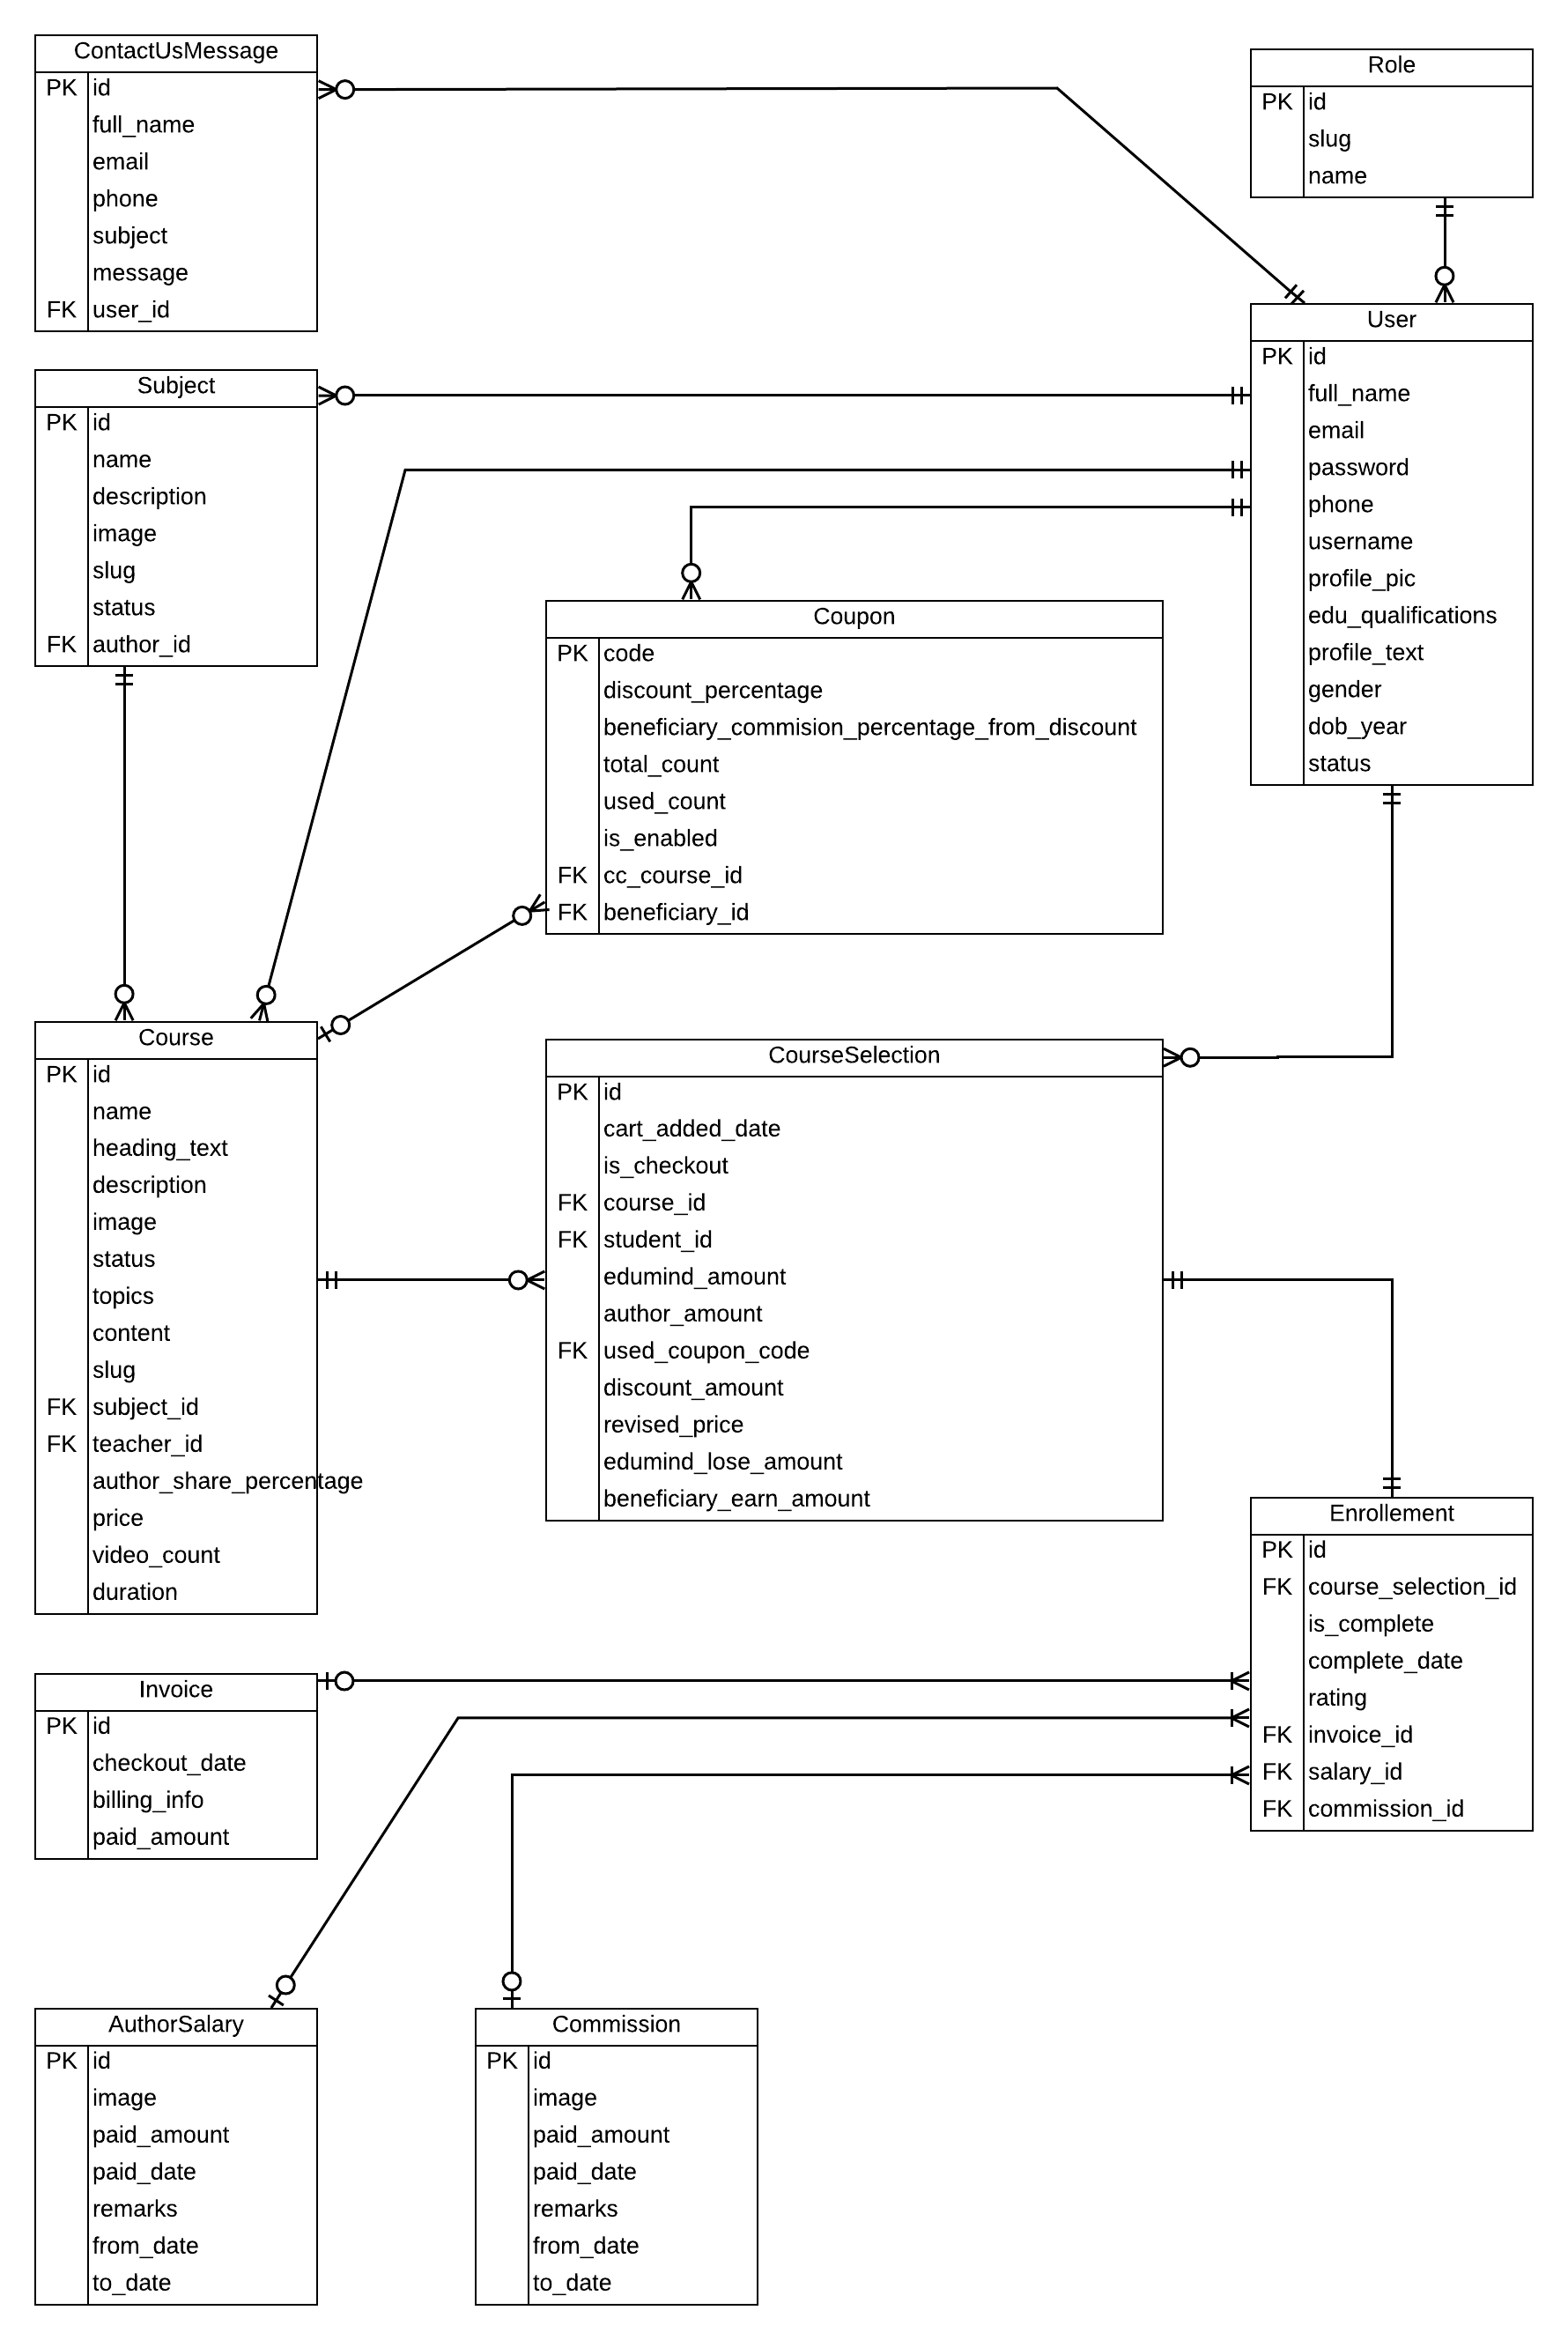 ContactUsMessage
PK id
full_name
email
phone
subject
message
FK user_id
Role
PK id
slug
name
User
PK id
full_name
email
password
phone
username
profile_pic
edu_qualifications
profile_text
gender
dob_year
status
Subject
PK id
name
description
image
slug
status
FK author_id
Coupon
PK code
discount_percentage
beneficiary_commision_percentage_from_discount
total_count
used_count
is_enabled
FK cc_course_id
FK beneficiary_id
Course
PK id
name
heading_text
description
image
status
topics
content
slug
FK subject_id
FK teacher_id
author_share_percentage
price
video_count
duration
CourseSelection
PK id
cart_added_date
is_checkout
FK course_id
FK student_id
edumind_amount
author_amount
FK used_coupon_code
discount_amount
revised_price
edumind_lose_amount
beneficiary_earn_amount
Enrollement
PK id
FK course_selection_id
is_complete
complete_date
rating
FK invoice_id
FK salary_id
FK commission_id
Invoice
PK id
checkout_date
billing_info
paid_amount
AuthorSalary
PK id
image
paid_amount
paid_date
remarks
from_date
to_date
Commission
PK id
image
paid_amount
paid_date
remarks
from_date
to_date